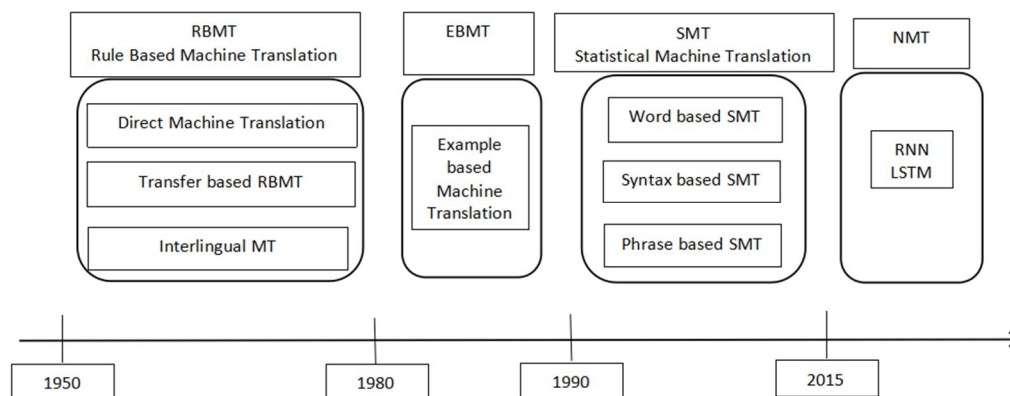 RBMT
Rule Based Machine Translation
EBMT
SMT
Statistical Machine Translation
NMT
Direct Machine Translation
Transfer based RBMT
Interlingual MT
Example
based
Machine
Translation
Word based SMT
Syntax based SMT
Phrase based SMT
RNN
LSTM
1950
1980
1990
2015